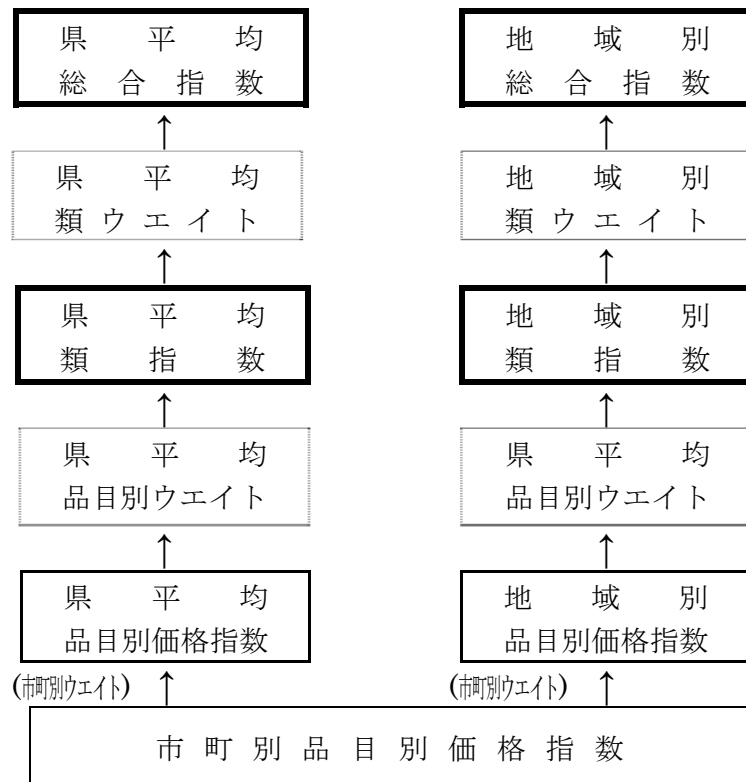 県平均
総合指数
↑
県平均
類ウエイト
↑
県平均
類指数
↑
県平均
品目別ウエイト
↑
県平均
品目別価格指数
(市町別ウエイト) ↑
地域別
総合指数
↑
地域別
類ウエイト
↑
地域別
類指数
↑
県平均
品目別ウエイト
↑
地域別
品目別価格指数
(市町別ウエイト) ↑
市町別品目別価格指数